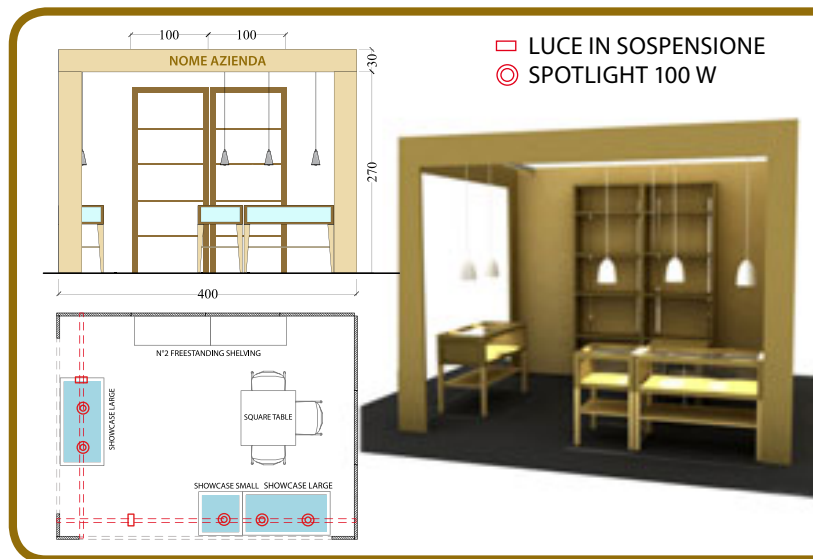 100
100
NOME AZIENDA
30
270
400
LUCE IN SOSPENSIONE
SPOTLIGHT 100 W
N°2 FREESTANDING SHELVING
SHOWCASE LARGE
SQUARE TABLE
SHOWCASE SMALL
SHOWCASE LARGE